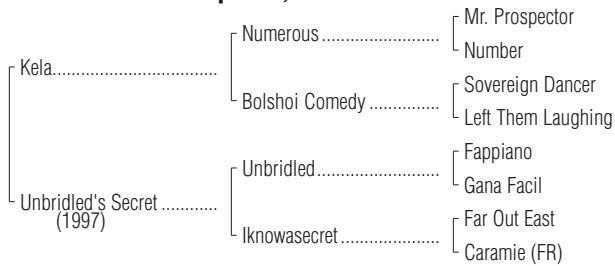 Mr. Prospector
Numerous.......................
Number
Kela................................
Sovereign Dancer
Bolshoi Comedy ..............
Left Them Laughing
Fappiano
Unbridled........................
Gana Facil
Unbridled's Secret ...........
(1997)
Far Out East
Iknowasecret...................
Caramie (FR)